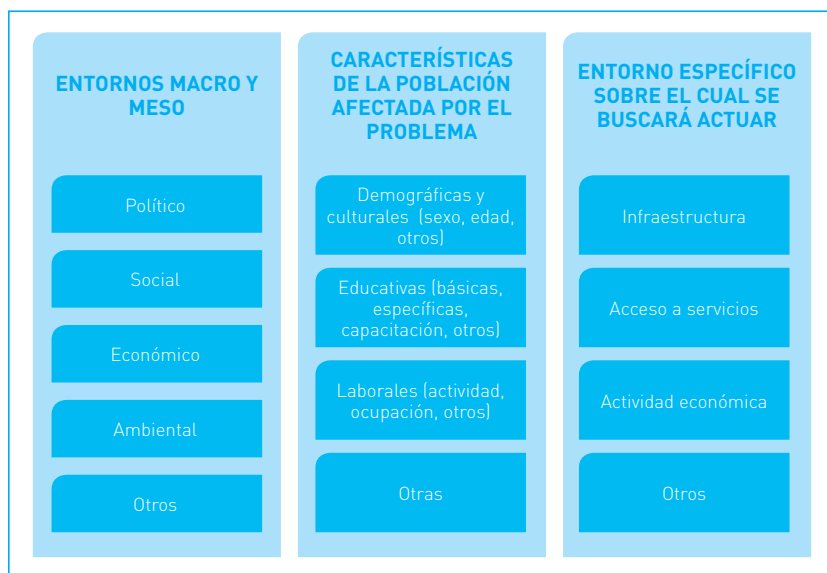 ENTORNOS MACRO Y
MESO
Político
Social
Económico
Ambiental
Otros
CARACTERÍSTICAS
DE LA POBLACIÓN
AFECTADA POR EL
PROBLEMA
Demográficas y
culturales (sexo, edad,
otros)
Educativas (básicas,
específicas,
capacitación, otros)
Laborales (actividad,
ocupación, otros)
Otras
ENTORNO ESPECÍFICO
SOBRE EL CUAL SE
BUSCARÁ ACTUAR
Infraestructura
Acceso a servicios
Actividad económica
Otros